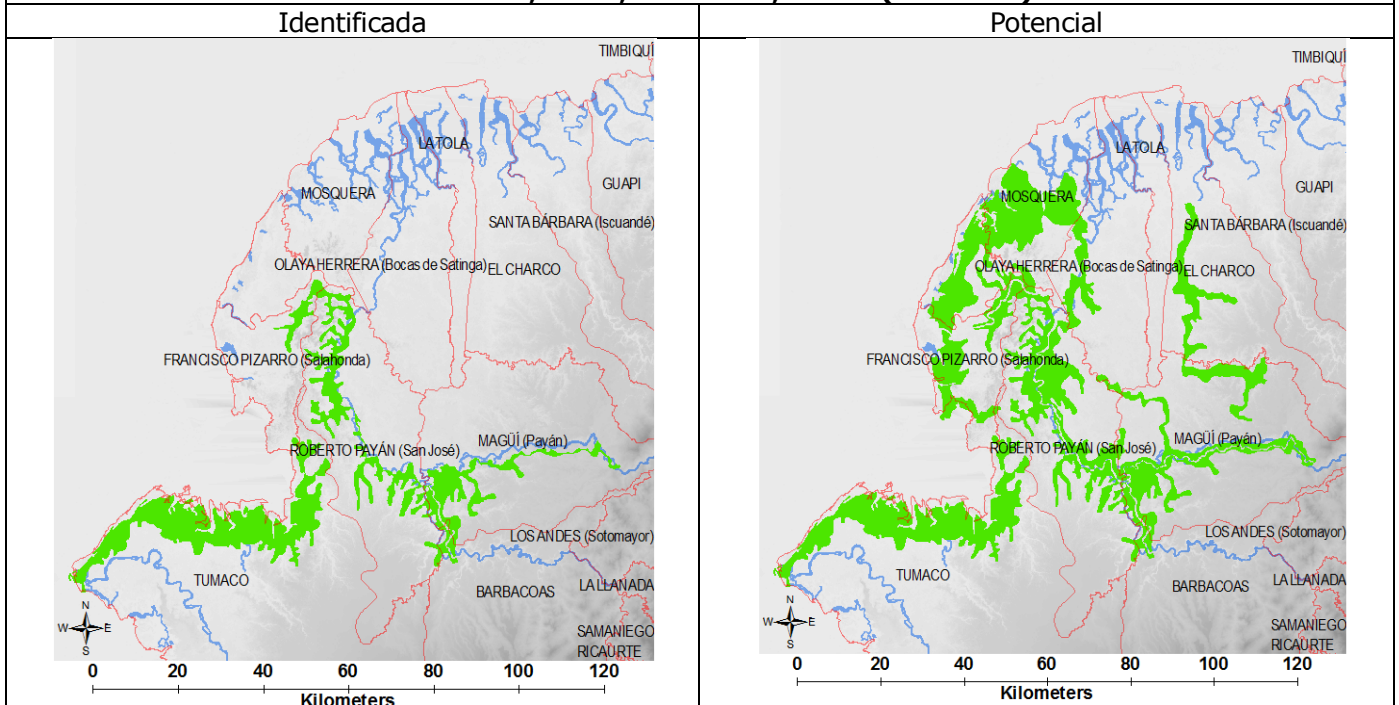 Identificada
Potencial
TIMBIQUÍ
LA TOLA
GUAPI
MOSQUERA
SANTA BÁRBARA (Iscuandé)
OLAYA HERRERA (Bocas de Satinga)
EL CHARCO
FRANCISCO PIZARRO (Salahonda)
MAGÜÍ (Payán)
ROBERTO PAYÁN (San José)
LOS ANDES (Sotomayor)
TUMACO
BARBACOAS
LA LLANADA
SAMANIEGO
RICAURTE
N
W E
S
0 20 40 60 80 100 120
Kilometers
TIMBIQUÍ
LA TOLA
GUAPI
MOSQUERA
SANTA BÁRBARA (Iscuandé)
OLAYA HERRERA (Bocas de Satinga)
EL CHARCO
FRANCISCO PIZARRO (Salahonda)
MAGÜÍ (Payán)
ROBERTO PAYÁN (San José)
LOS ANDES (Sotomayor)
TUMACO
BARBACOAS
LA LLANADA
SAMANIEGO
RICAURTE
N
W E
S
0 20 40 60 80 100 120
Kilometers